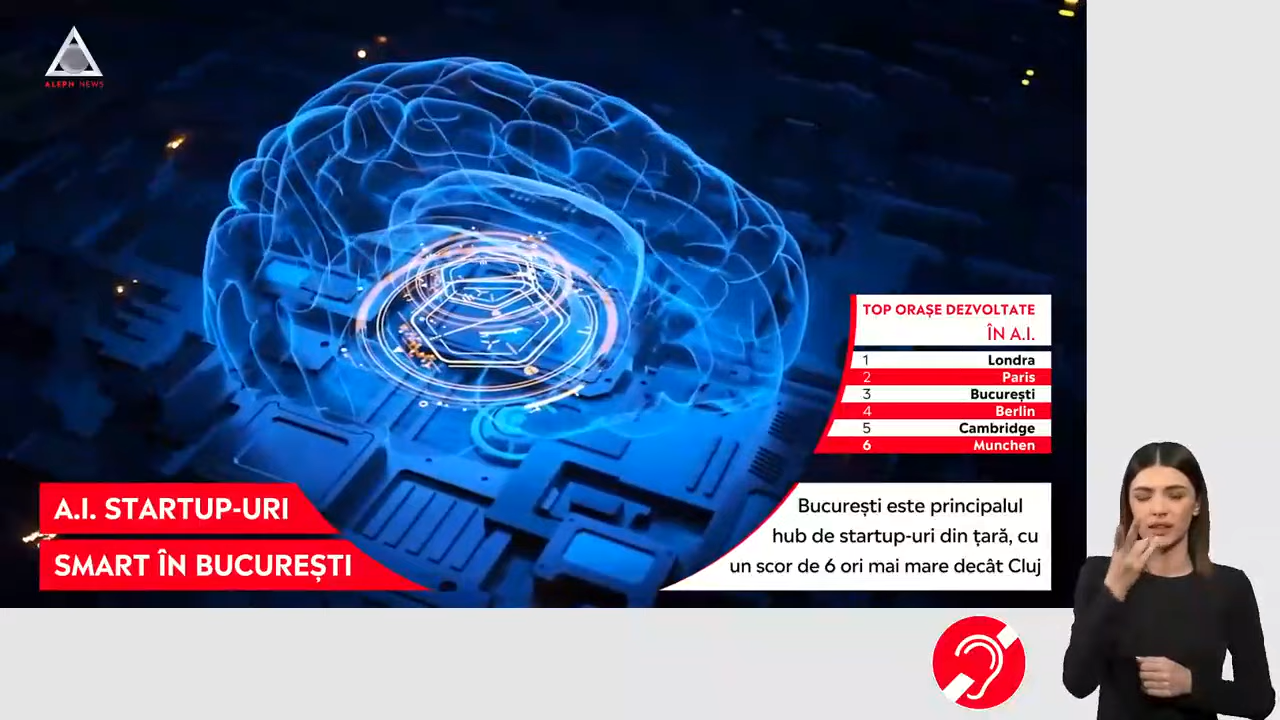 ALEPH NEWS
TOP ORAȘE DEZVOLTATE
ÎN A.I.
1 Londra
2 Paris
3 București
4 Berlin
5 Cambridge
6 Munchen
A.I. STARTUP-URI
SMART ÎN BUCUREȘTI
București este principalul
hub de startup-uri din țară, cu
un scor de 6 ori mai mare decât Cluj